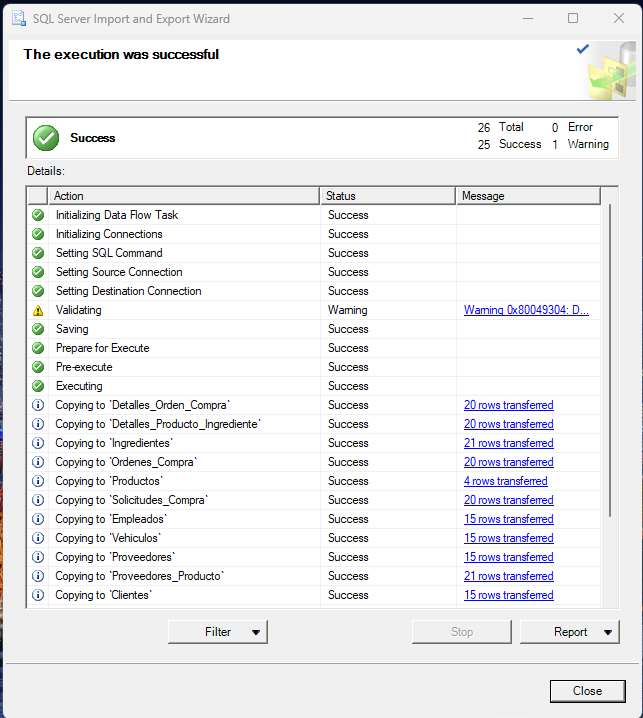 SQL Server Import and Export Wizard
The execution was successful
Success 26 Total 0 Error
25 Success 1 Warning
Details:
Action Status Message
Initializing Data Flow Task Success
Initializing Connections Success
Setting SQL Command Success
Setting Source Connection Success
Setting Destination Connection Success
Validating Warning Warning 0x80049304: D...
Saving Success
Prepare for Execute Success
Pre-execute Success
Executing Success
Copying to `Detalles_Orden_Compra` Success 20 rows transferred
Copying to `Detalles_Producto_Ingrediente` Success 20 rows transferred
Copying to `Ingredientes` Success 21 rows transferred
Copying to `Ordenes_Compra` Success 20 rows transferred
Copying to `Productos` Success 4 rows transferred
Copying to `Solicitudes_Compra` Success 20 rows transferred
Copying to `Empleados` Success 15 rows transferred
Copying to `Vehiculos` Success 15 rows transferred
Copying to `Proveedores` Success 15 rows transferred
Copying to `Proveedores_Producto` Success 21 rows transferred
Copying to `Clientes` Success 15 rows transferred
Filter Stop Report
Close